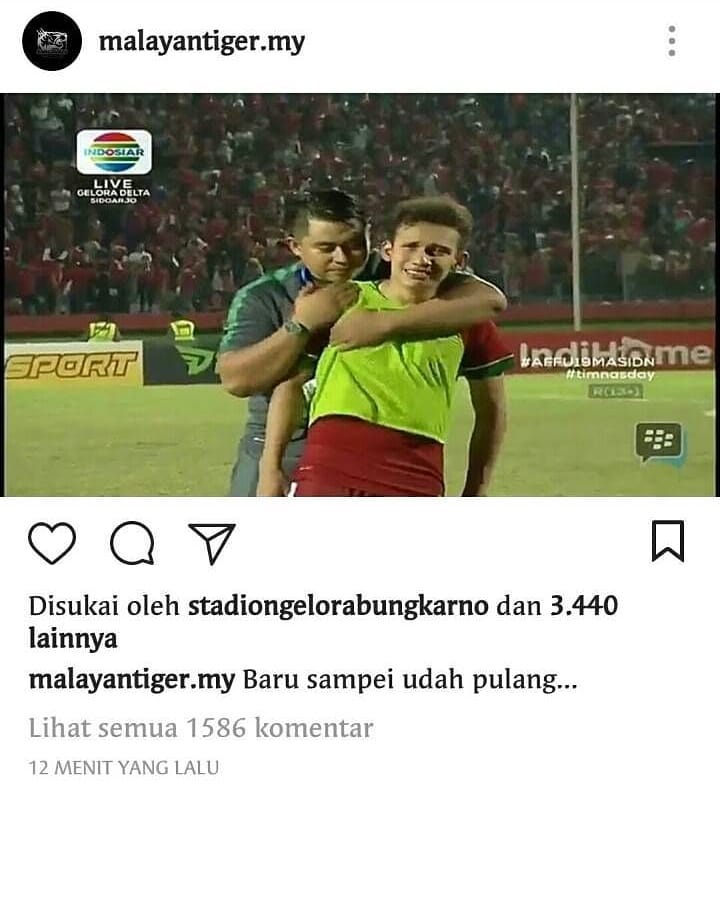 malayantiger.my
INDOSIAR
LIVE
GELORA DELTA
SIDOARJO
SPORT
IndiHome
#AFFU19MASIDN
#timnasday
R(13+)
Disukai oleh stadiongelorabungkarno dan 3.440
lainnya
malayantiger.my Baru sampei udah pulang...
Lihat semua 1586 komentar
12 MENIT YANG LALU